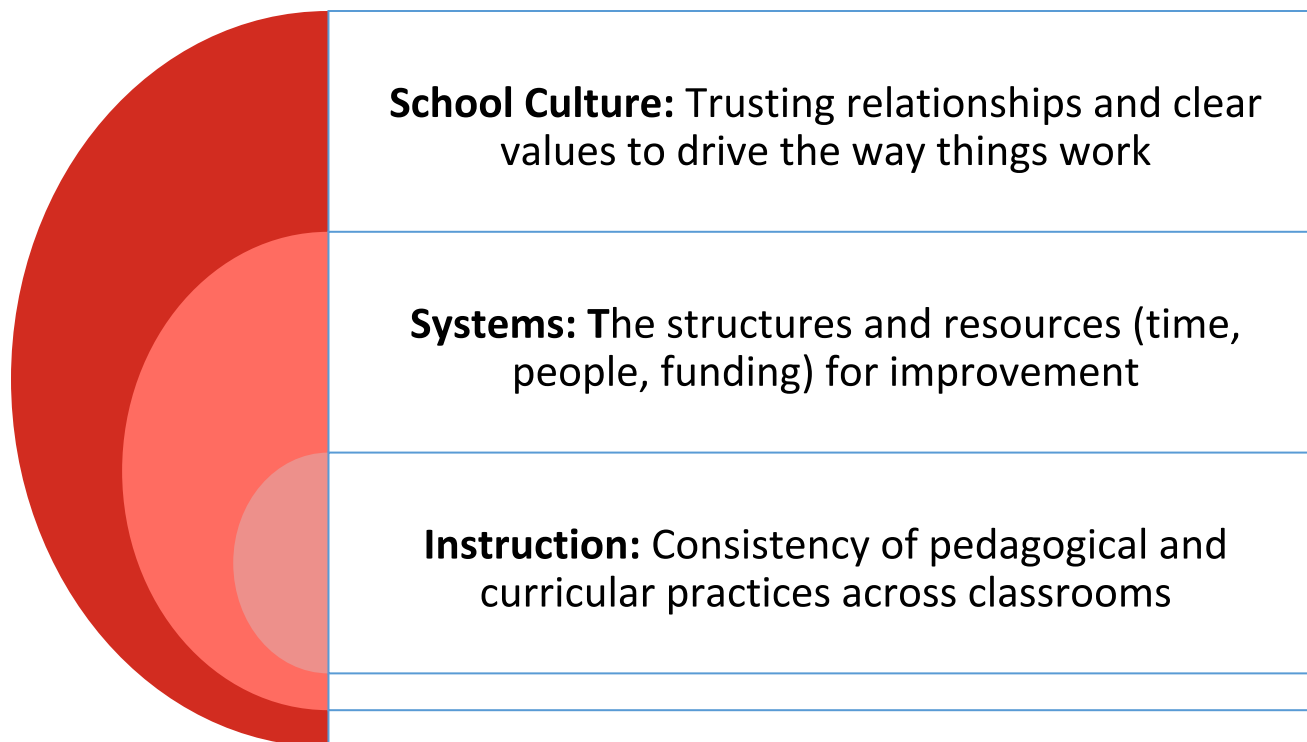 School Culture: Trusting relationships and clear
values to drive the way things work
Systems: The structures and resources (time,
people, funding) for improvement
Instruction: Consistency of pedagogical and
curricular practices across classrooms